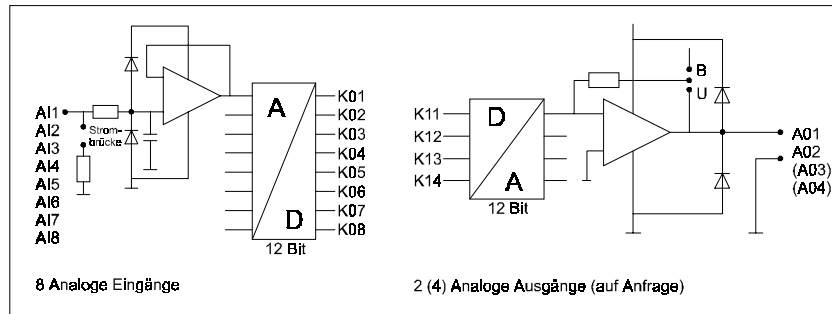 AI1
AI2
AI3
AI4
AI5
AI6
AI7
AI8
Strom-
brücke
A
D
12 Bit
K01
K02
K03
K04
K05
K06
K07
K08
8 Analoge Eingänge
K11
K12
K13
K14
D
A
12 Bit
B
U
A01
A02
(A03)
(A04)
2 (4) Analoge Ausgänge (auf Anfrage)